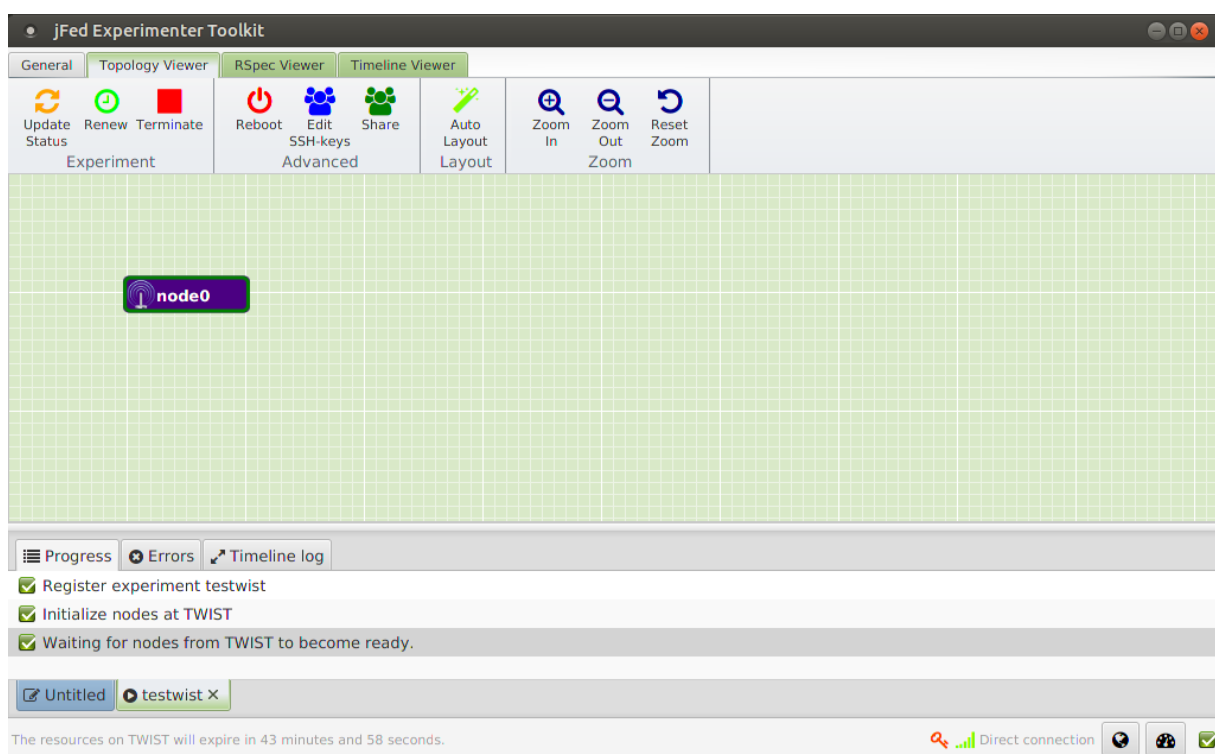 jFed Experimenter Toolkit
General Topology Viewer RSpec Viewer Timeline Viewer
Update Status Renew Terminate Reboot Edit SSH-keys Share Auto Layout Zoom In Zoom Out Reset Zoom
Experiment Advanced Layout Zoom
node0
Progress Errors Timeline log
Register experiment testwist
Initialize nodes at TWIST
Waiting for nodes from TWIST to become ready.
Untitled testwist
The resources on TWIST will expire in 43 minutes and 58 seconds. Direct connection